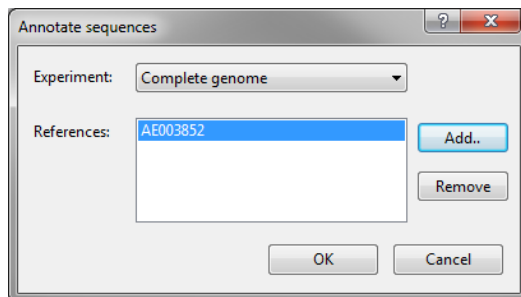 Annotate sequences
Experiment: Complete genome
References: AE003852
Add..
Remove
OK Cancel